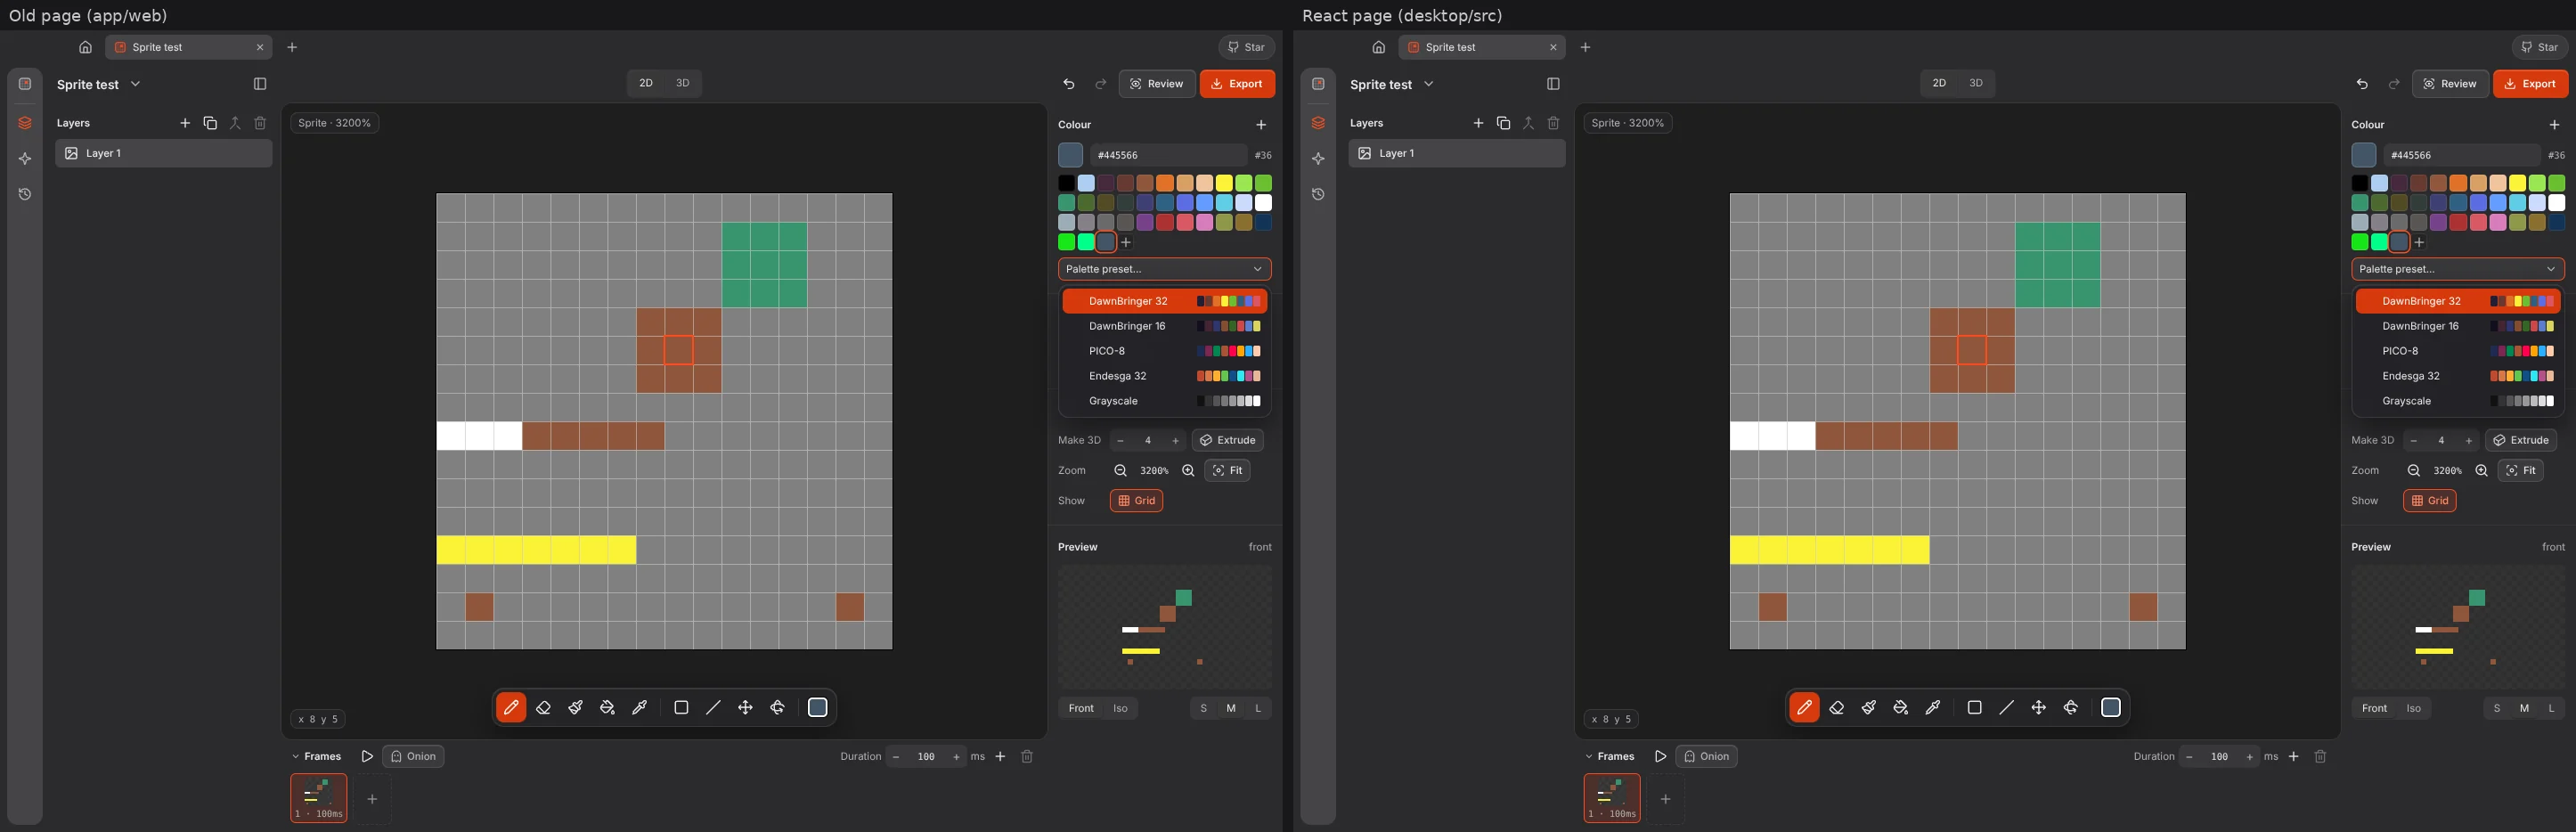 Old page (app/web)
Sprite test
Star
Sprite test
2D 3D
Review
Export
Layers
Layer 1
Sprite · 3200%
Colour
#445566
#36
Palette preset...
DawnBringer 32
DawnBringer 16
PICO-8
Endesga 32
Grayscale
Make 3D
− 4 +
Extrude
Zoom
3200%
Fit
Show
Grid
Preview
front
Front Iso
S M L
x 8 y 5
Frames
Onion
Duration − 100 + ms
1 · 100ms
React page (desktop/src)
Sprite test
Star
Sprite test
2D 3D
Review
Export
Layers
Layer 1
Sprite · 3200%
Colour
#445566
#36
Palette preset...
DawnBringer 32
DawnBringer 16
PICO-8
Endesga 32
Grayscale
Make 3D
− 4 +
Extrude
Zoom
3200%
Fit
Show
Grid
Preview
front
Front Iso
S M L
x 8 y 5
Frames
Onion
Duration − 100 + ms
1 · 100ms